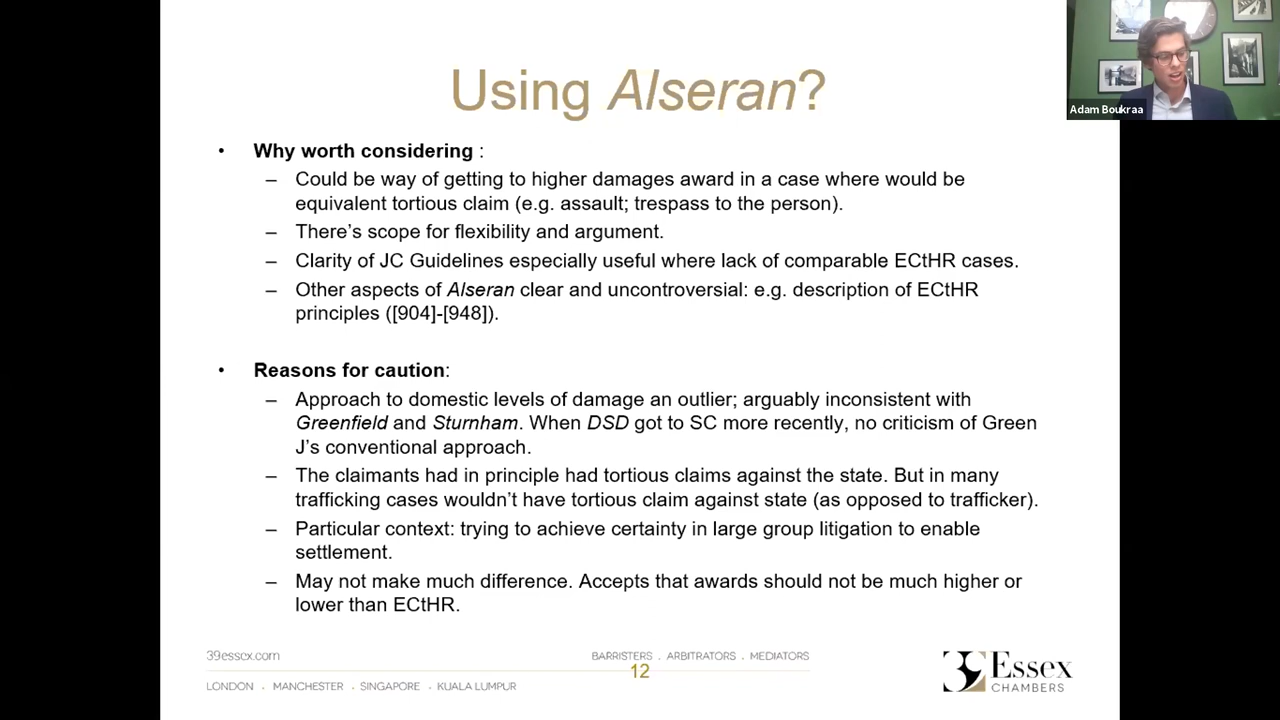 Using Alseran?
Adam Boukraa
• Why worth considering :
– Could be way of getting to higher damages award in a case where would be
equivalent tortious claim (e.g. assault; trespass to the person).
– There's scope for flexibility and argument.
– Clarity of JC Guidelines especially useful where lack of comparable ECtHR cases.
– Other aspects of Alseran clear and uncontroversial: e.g. description of ECtHR
principles ([904]-[948]).
• Reasons for caution:
– Approach to domestic levels of damage an outlier; arguably inconsistent with
Greenfield and Sturnham. When DSD got to SC more recently, no criticism of Green
J's conventional approach.
– The claimants had in principle had tortious claims against the state. But in many
trafficking cases wouldn't have tortious claim against state (as opposed to trafficker).
– Particular context: trying to achieve certainty in large group litigation to enable
settlement.
– May not make much difference. Accepts that awards should not be much higher or
lower than ECtHR.
39essex.com
BARRISTERS . ARBITRATORS . MEDIATORS
12
LONDON . MANCHESTER . SINGAPORE . KUALA LUMPUR
39 Essex
CHAMBERS